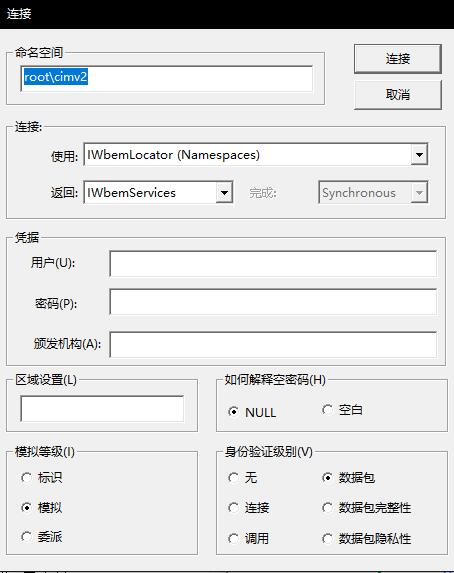 连接
命名空间
root\cimv2
连接
取消
连接:
使用: IWbemLocator (Namespaces)
返回: IWbemServices 完成: Synchronous
凭据
用户(U):
密码(P):
颁发机构(A):
区域设置(L)
如何解释空密码(H)
NULL 空白
模拟等级(I)
标识
模拟
委派
身份验证级别(V)
无 数据包
连接 数据包完整性
调用 数据包隐私性